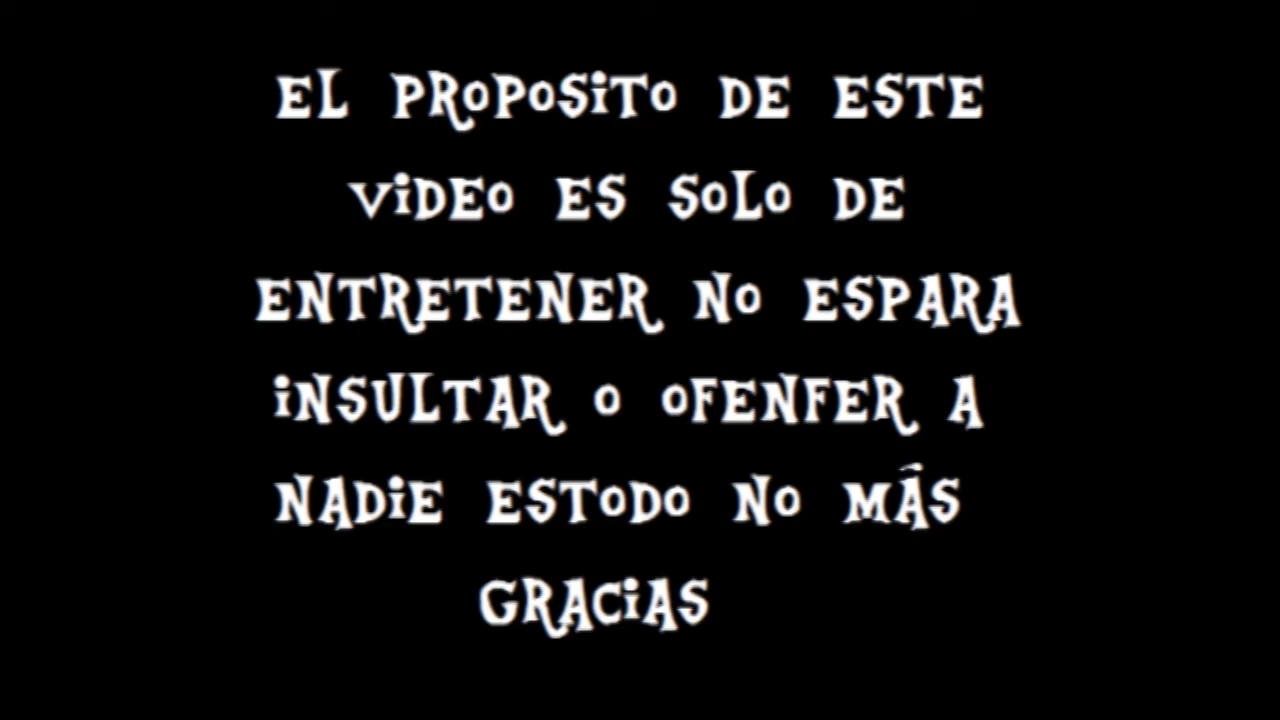 EL PROPOSITO DE ESTE
VIDEO ES SOLO DE
ENTRETENER NO ESPARA
INSULTAR O OFENFER A
NADIE ESTODO NO MÁS
GRACIAS